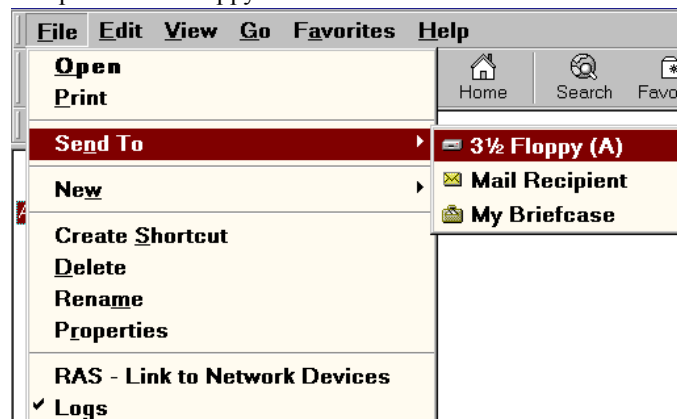 File Edit View Go Favorites Help
Open
Print
Home Search Favo
Send To
3½ Floppy (A)
Mail Recipient
My Briefcase
New
Create Shortcut
Delete
Rename
Properties
RAS - Link to Network Devices
Logs